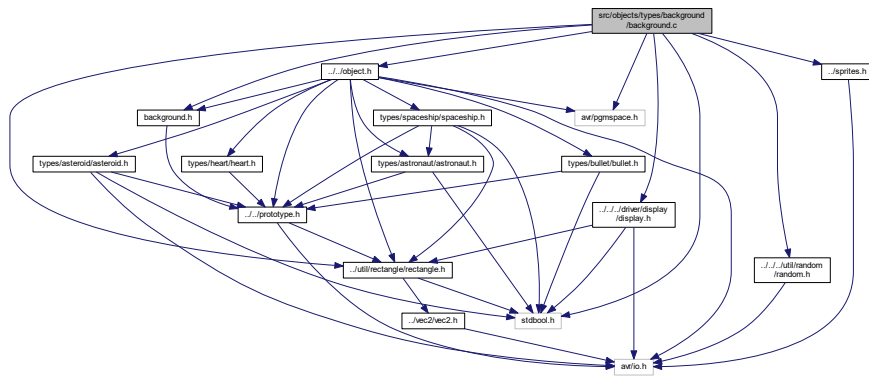 src/objects/types/background
/background.c
../../object.h
../sprites.h
background.h
types/spaceship/spaceship.h
avr/pgmspace.h
types/asteroid/asteroid.h
types/heart/heart.h
types/astronaut/astronaut.h
types/bullet/bullet.h
../../prototype.h
../../../driver/display
/display.h
../util/rectangle/rectangle.h
../../../util/random
/random.h
../vec2/vec2.h
stdbool.h
avr/io.h